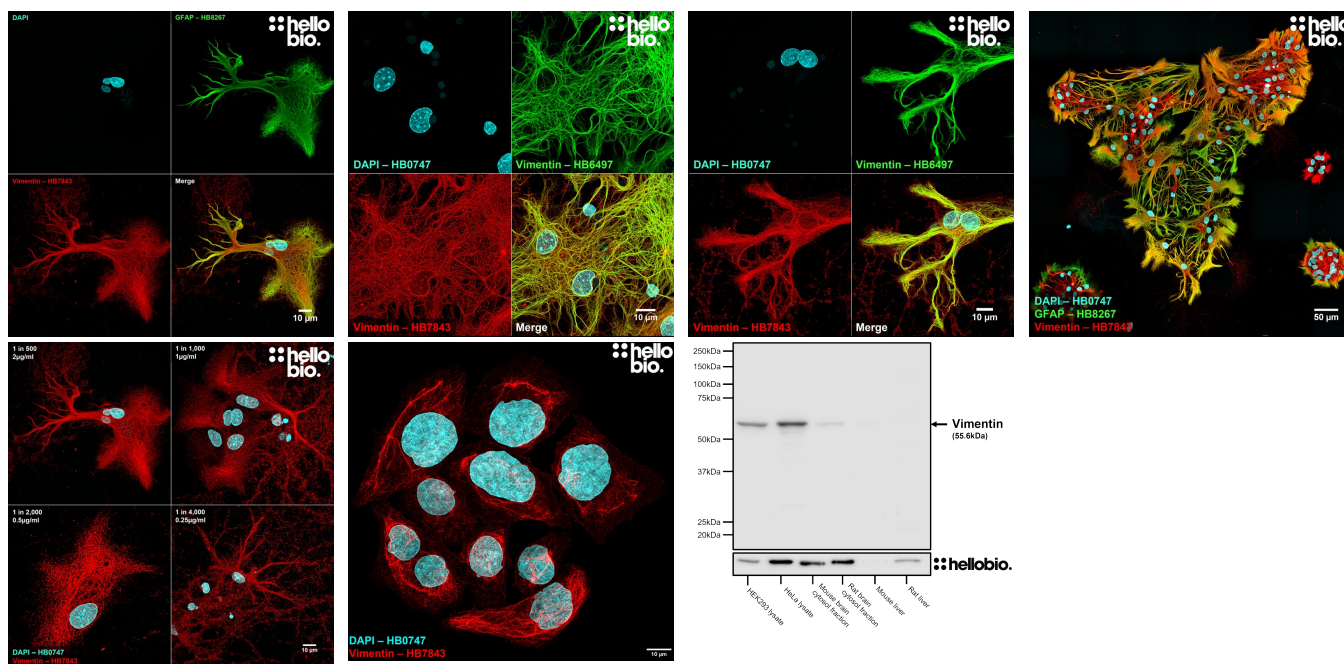 DAPI
GFAP – HB8267
hello
bio.
Vimentin – HB7843
Merge
10 µm
hello
bio.
DAPI – HB0747
Vimentin – HB6497
Vimentin – HB7843
Merge
10 µm
hello
bio.
DAPI – HB0747
Vimentin – HB6497
Vimentin – HB7843
Merge
10 µm
hello
bio.
DAPI – HB0747
GFAP – HB8267
Vimentin – HB7843
50 µm
1 in 500
2µg/ml
1 in 1,000
1µg/ml
hello
bio.
1 in 2,000
0.5µg/ml
1 in 4,000
0.25µg/ml
DAPI – HB0747
Vimentin – HB7843
10 µm
hello
bio.
DAPI – HB0747
Vimentin – HB7843
10 µm
250kDa
150kDa
100kDa
75kDa
50kDa
37kDa
25kDa
20kDa
Vimentin
(55.6kDa)
hellobio.
HEK293 lysate
HeLa lysate
Mouse brain
cytosol fraction
Rat brain
cytosol fraction
Mouse liver
Rat liver